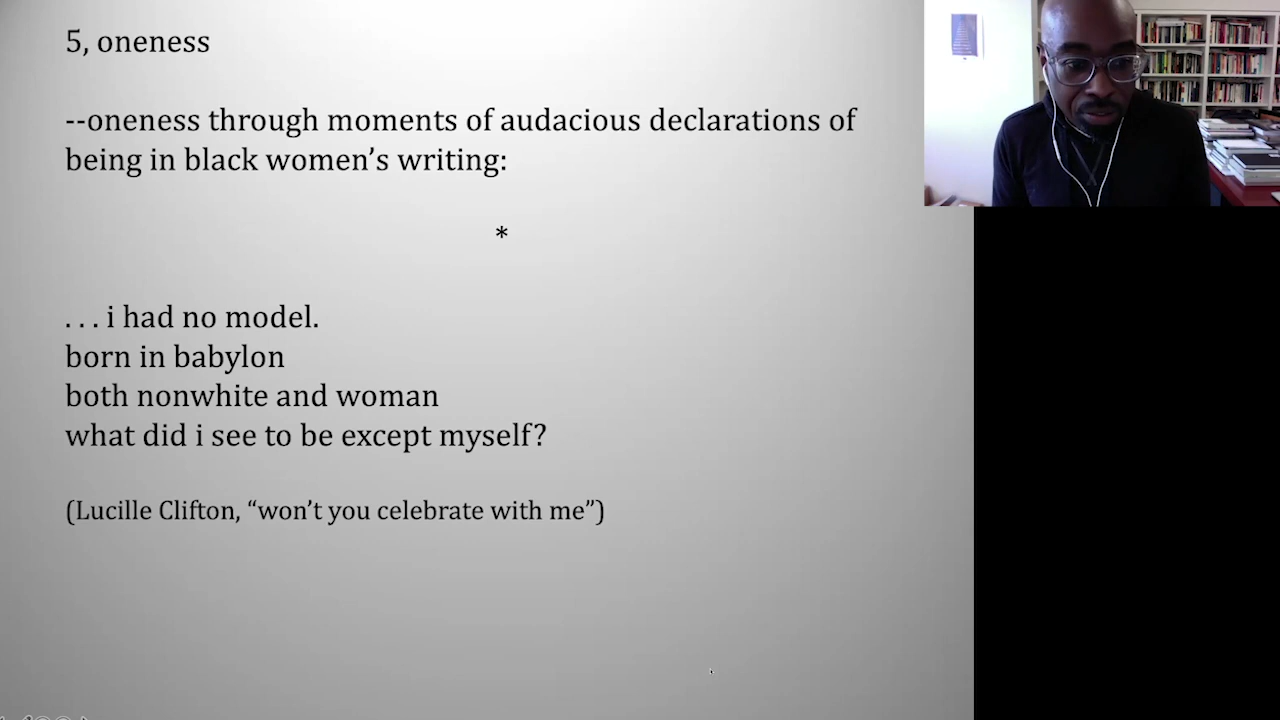 5, oneness
--oneness through moments of audacious declarations of
being in black women’s writing:
*
. . . i had no model.
born in babylon
both nonwhite and woman
what did i see to be except myself?
(Lucille Clifton, “won’t you celebrate with me”)